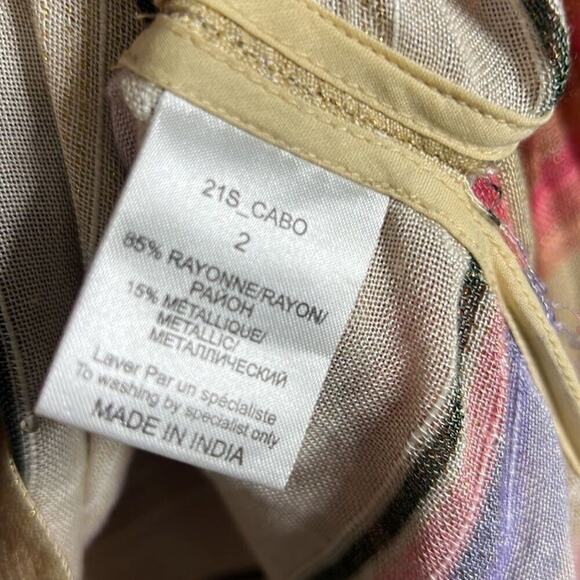 21S_CABO
2
85% RAYONNE/RAYON/
РАЙОН
15% MÉTALLIQUE/
METALLIC/
МЕТАЛЛИЧЕСКИЙ
Laver Par un spécialiste
To washing by specialist only
MADE IN INDIA